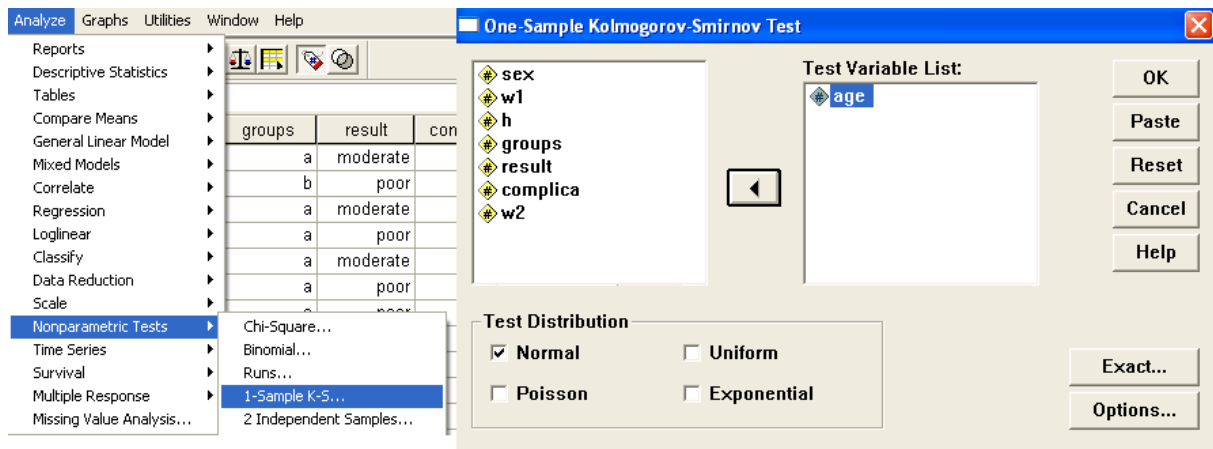 Analyze Graphs Utilities Window Help
Reports
Descriptive Statistics
Tables
Compare Means
General Linear Model
Mixed Models
Correlate
Regression
Loglinear
Classify
Data Reduction
Scale
Nonparametric Tests
Time Series
Survival
Multiple Response
Missing Value Analysis...
groups result con
a moderate
b poor
a moderate
a poor
a moderate
a poor
a poor
Chi-Square...
Binomial...
Runs...
1-Sample K-S...
2 Independent Samples...
One-Sample Kolmogorov-Smirnov Test
sex
w1
h
groups
result
complica
w2
Test Variable List:
age
OK
Paste
Reset
Cancel
Help
Test Distribution
Normal Uniform
Poisson Exponential
Exact...
Options...